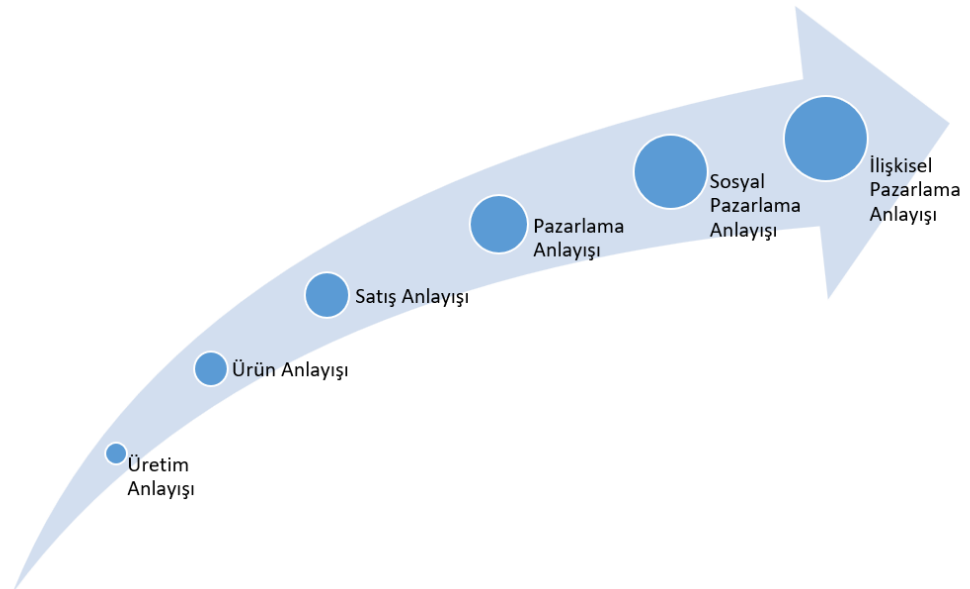 Üretim
Anlayışı
Ürün Anlayışı
Satış Anlayışı
Pazarlama
Anlayışı
Sosyal
Pazarlama
Anlayışı
İlişkisel
Pazarlama
Anlayışı